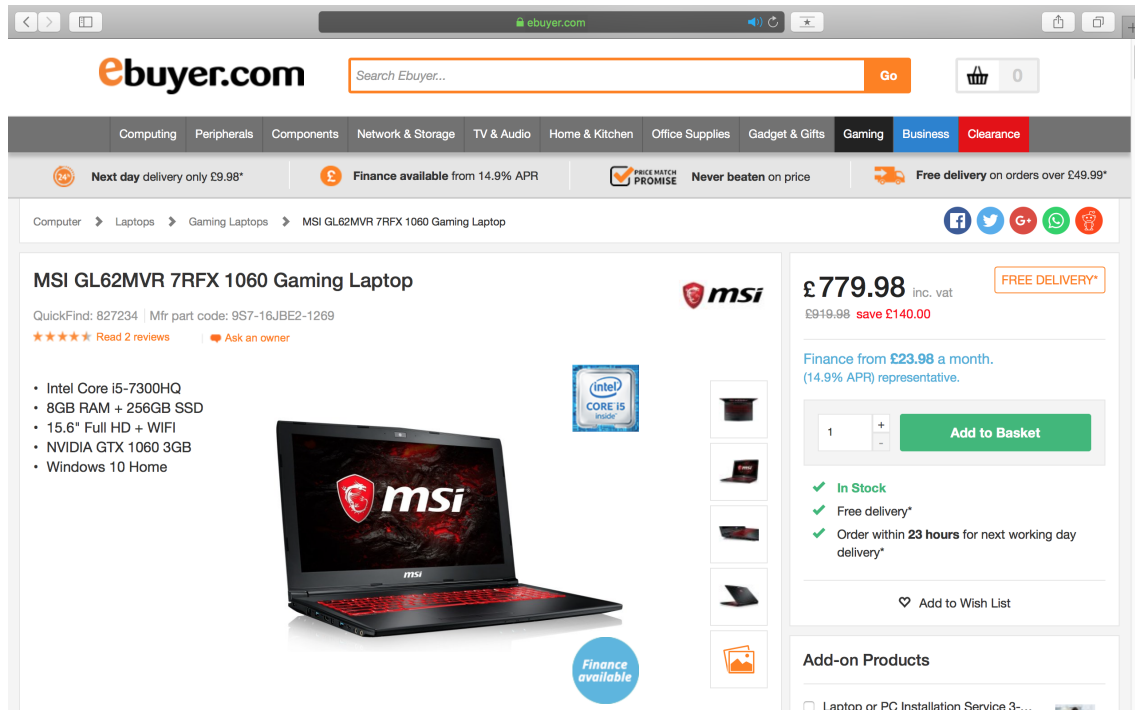 ebuyer.com
ebuyer.com
Search Ebuyer...
Go
0
Computing
Peripherals
Components
Network & Storage
TV & Audio
Home & Kitchen
Office Supplies
Gadget & Gifts
Gaming
Business
Clearance
24h
Next day delivery only £9.98*
£
Finance available from 14.9% APR
PRICE MATCH
PROMISE
Never beaten on price
Free delivery on orders over £49.99*
Computer
Laptops
Gaming Laptops
MSI GL62MVR 7RFX 1060 Gaming Laptop
G+
MSI GL62MVR 7RFX 1060 Gaming Laptop
msi
QuickFind: 827234
Mfr part code: 9S7-16JBE2-1269
Read 2 reviews
Ask an owner
• Intel Core i5-7300HQ
• 8GB RAM + 256GB SSD
• 15.6" Full HD + WIFI
• NVIDIA GTX 1060 3GB
• Windows 10 Home
intel
CORE i5
inside
msi
msi
Finance
available
£779.98 inc. vat
FREE DELIVERY*
£919.98 save £140.00
Finance from £23.98 a month.
(14.9% APR) representative.
1
+
-
Add to Basket
In Stock
Free delivery*
Order within 23 hours for next working day
delivery*
Add to Wish List
Add-on Products
Laptop or PC Installation Service 3-...